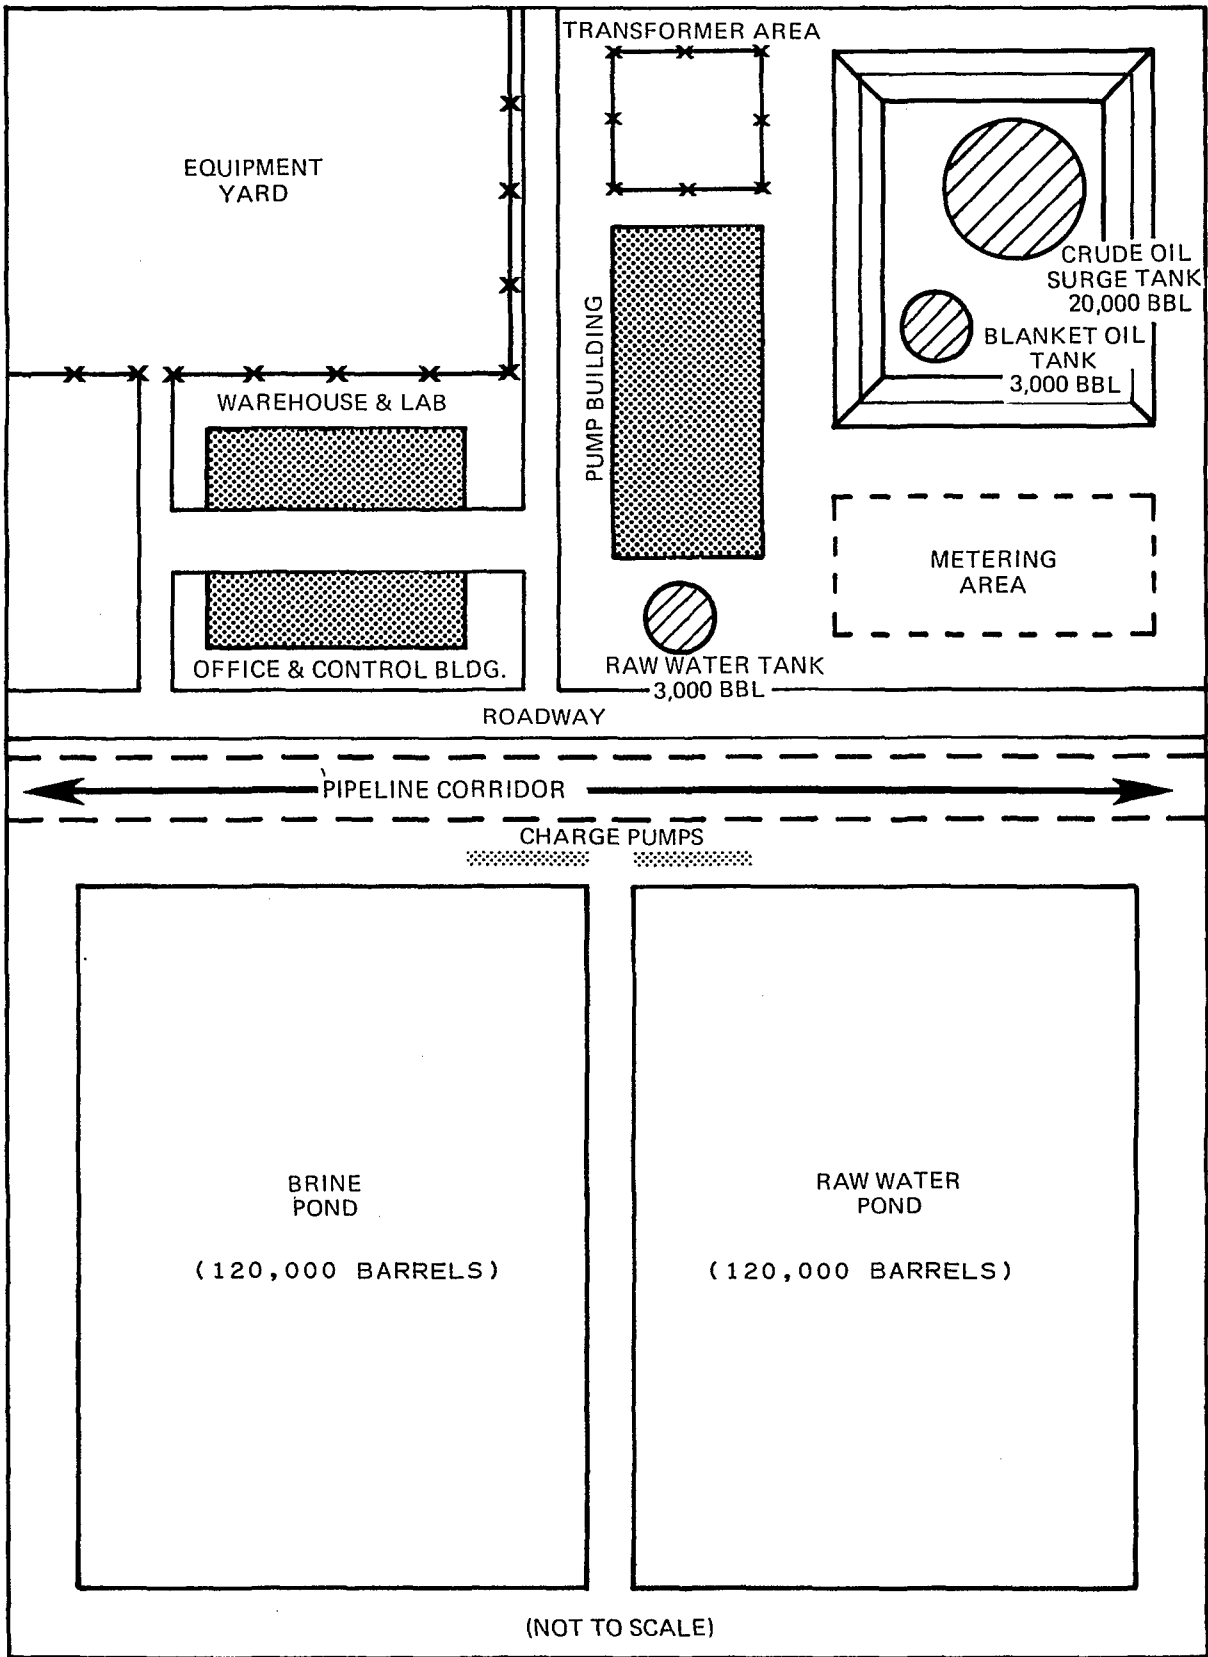 TRANSFORMER AREA
EQUIPMENT
YARD
CRUDE OIL
SURGE TANK
20,000 BBL
BLANKET OIL
TANK
3,000 BBL
PUMP BUILDING
WAREHOUSE & LAB
METERING
AREA
OFFICE & CONTROL BLDG.
RAW WATER TANK
3,000 BBL
ROADWAY
PIPELINE CORRIDOR
CHARGE PUMPS
BRINE
POND
(120,000 BARRELS)
RAW WATER
POND
(120,000 BARRELS)
(NOT TO SCALE)